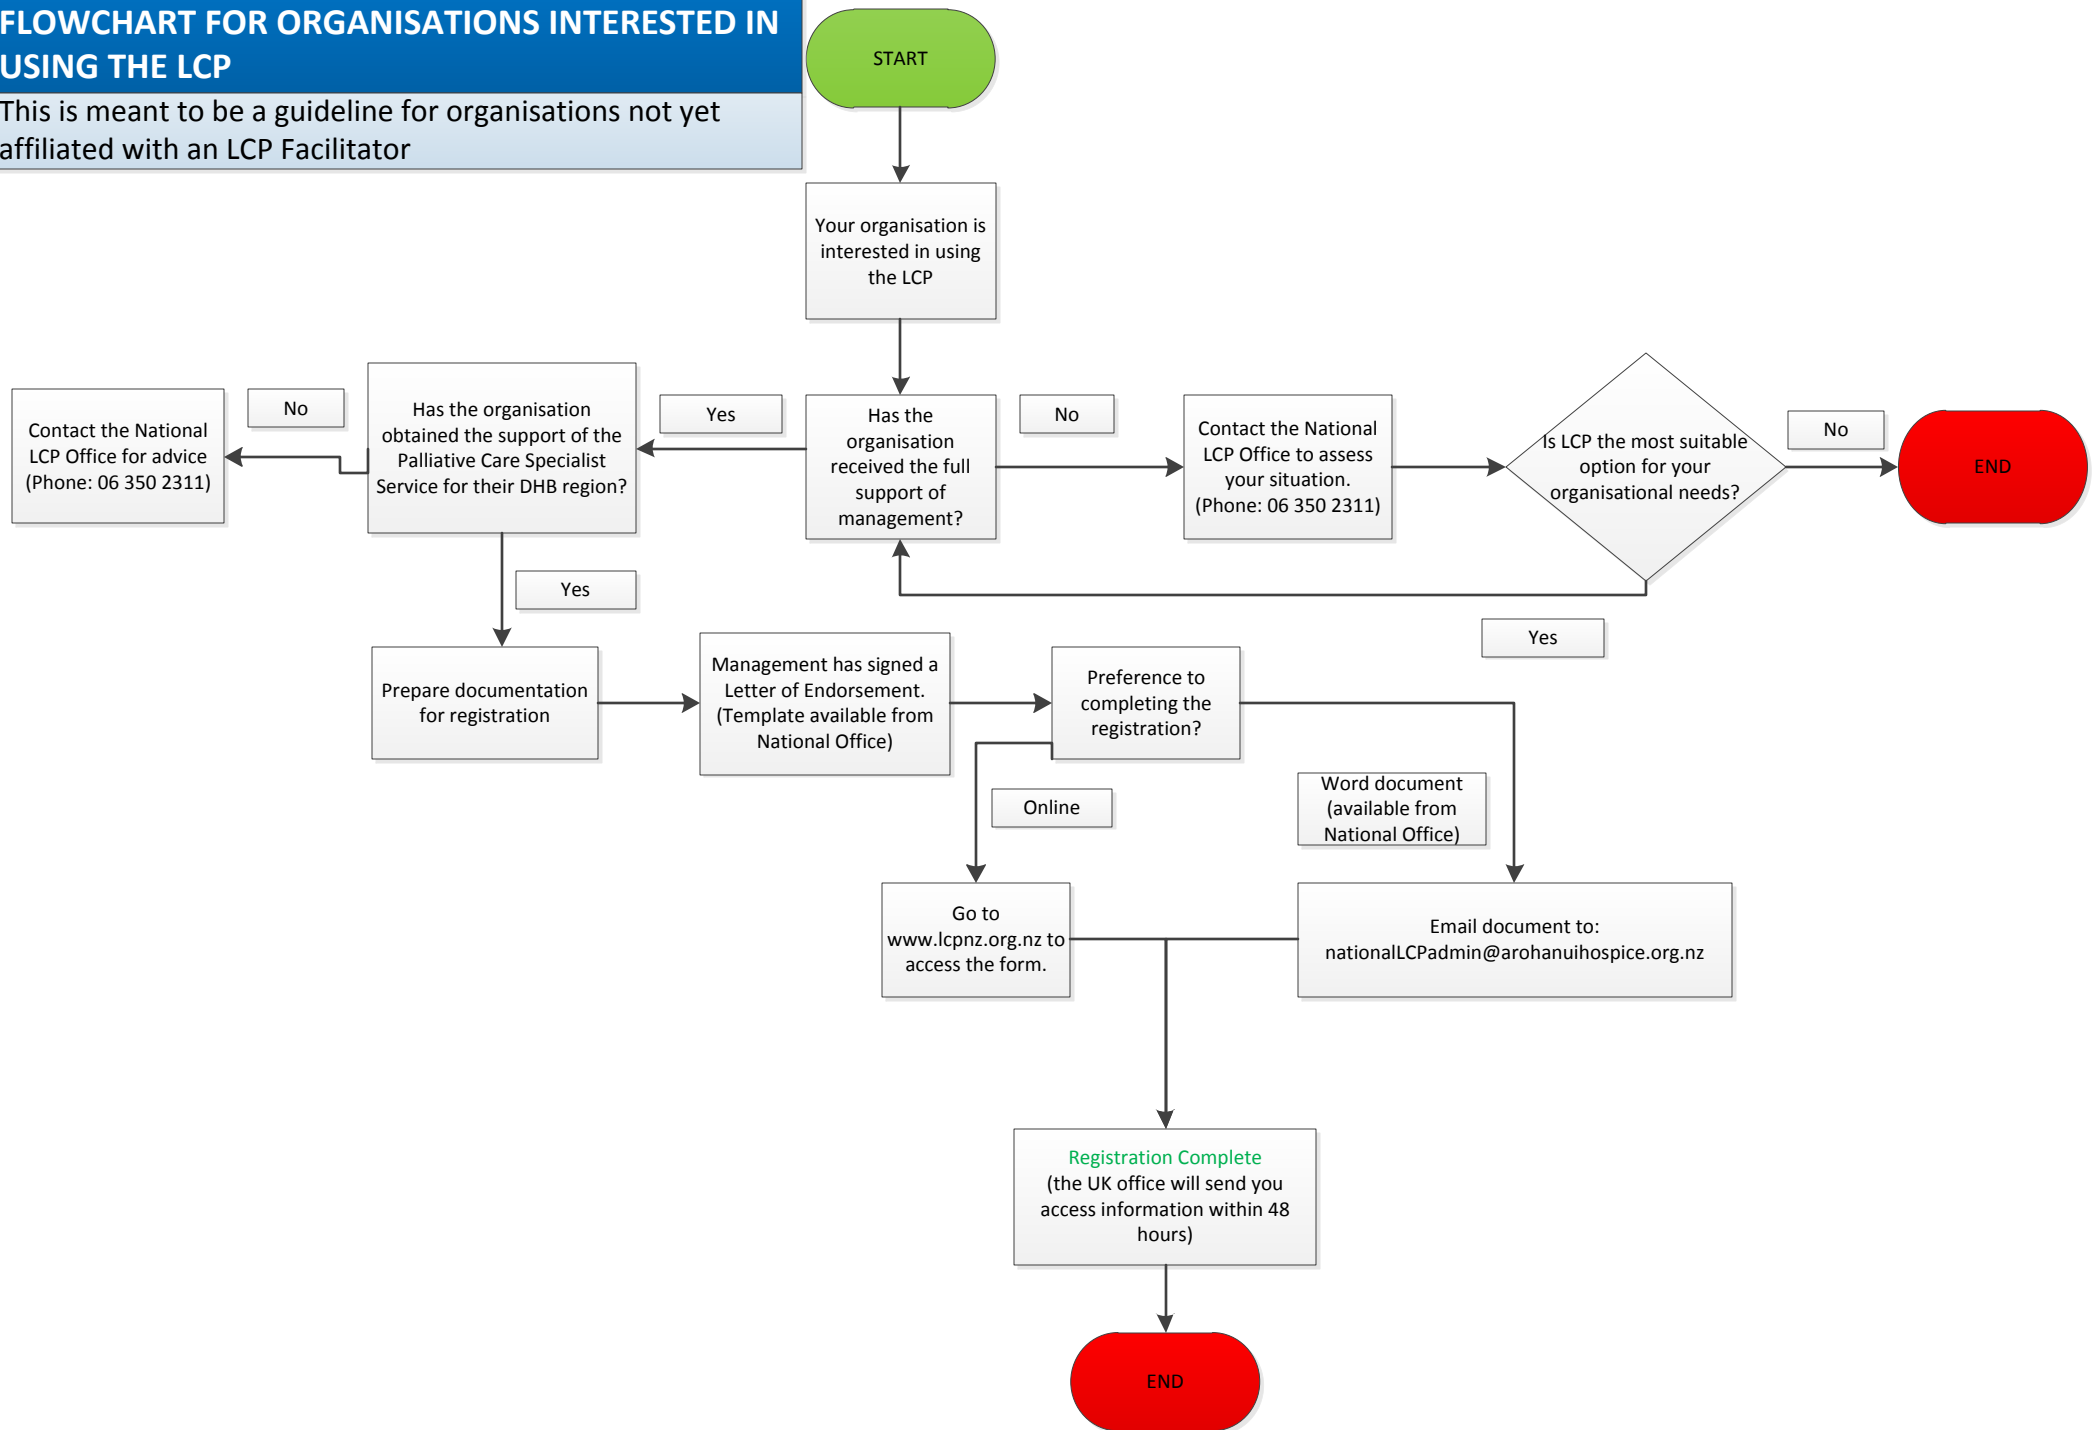 FLOWCHART FOR ORGANISATIONS INTERESTED IN
USING THE LCP
This is meant to be a guideline for organisations not yet
affiliated with an LCP Facilitator
START
Your organisation is
interested in using
the LCP
Has the
organisation
received the full
support of
management?
Yes
No
Has the organisation
obtained the support of the
Palliative Care Specialist
Service for their DHB region?
No
Contact the National
LCP Office for advice
(Phone: 06 350 2311)
Contact the National
LCP Office to assess
your situation.
(Phone: 06 350 2311)
Is LCP the most suitable
option for your
organisational needs?
No
END
Yes
Yes
Prepare documentation
for registration
Management has signed a
Letter of Endorsement.
(Template available from
National Office)
Preference to
completing the
registration?
Online
Word document
(available from
National Office)
Go to
www.lcpnz.org.nz to
access the form.
Email document to:
nationalLCPadmin@arohanuihospice.org.nz
Registration Complete
(the UK office will send you
access information within 48
hours)
END